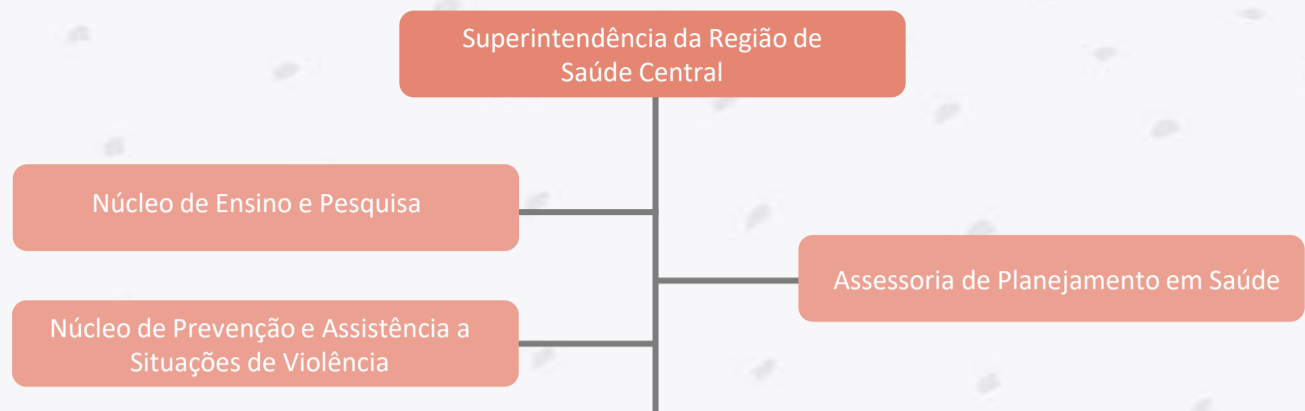 Superintendência da Região de
Saúde Central
Núcleo de Ensino e Pesquisa
Assessoria de Planejamento em Saúde
Núcleo de Prevenção e Assistência a
Situações de Violência